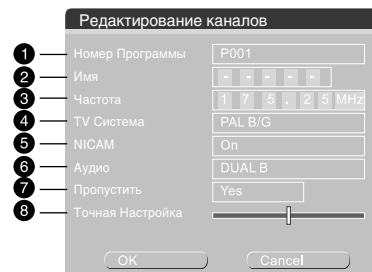 Редактирование каналов
1 Номер Программы P001
2 Имя - - - - -
3 Частота 1 7 5 . 2 5 MHz
4 TV Система PAL B/G
5 NICAM On
6 Аудио DUAL B
7 Пропустить Yes
8 Точная Настройка
OK Cancel